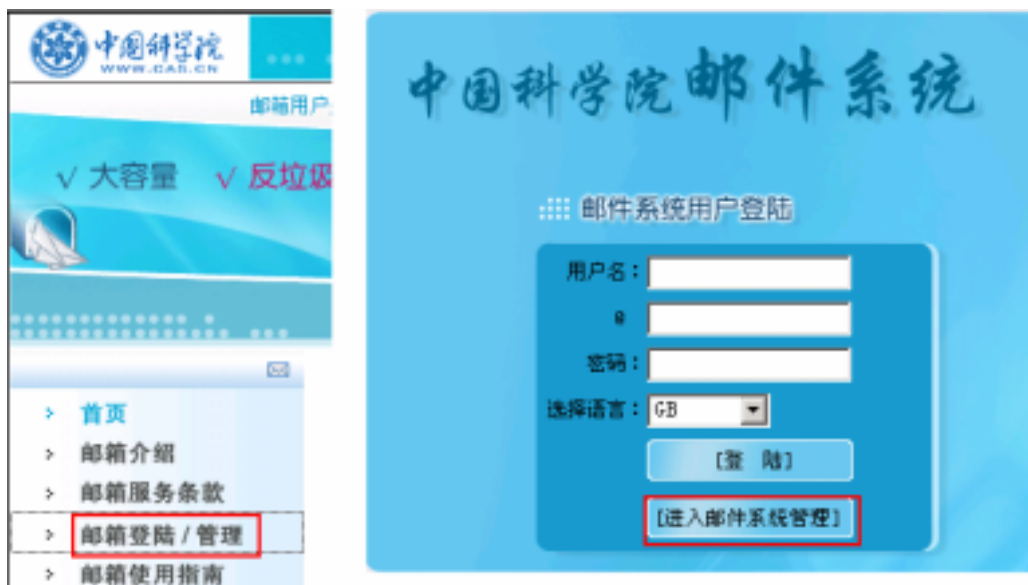 中国科学院
WWW.CAS.CN
邮箱用户
√ 大容量 √ 反垃圾
首页
邮箱介绍
邮箱服务条款
邮箱登陆 / 管理
邮箱使用指南
中国科学院邮件系统
邮件系统用户登陆
用户名：
@
密码：
选择语言： GB
[登 陆]
[进入邮件系统管理]